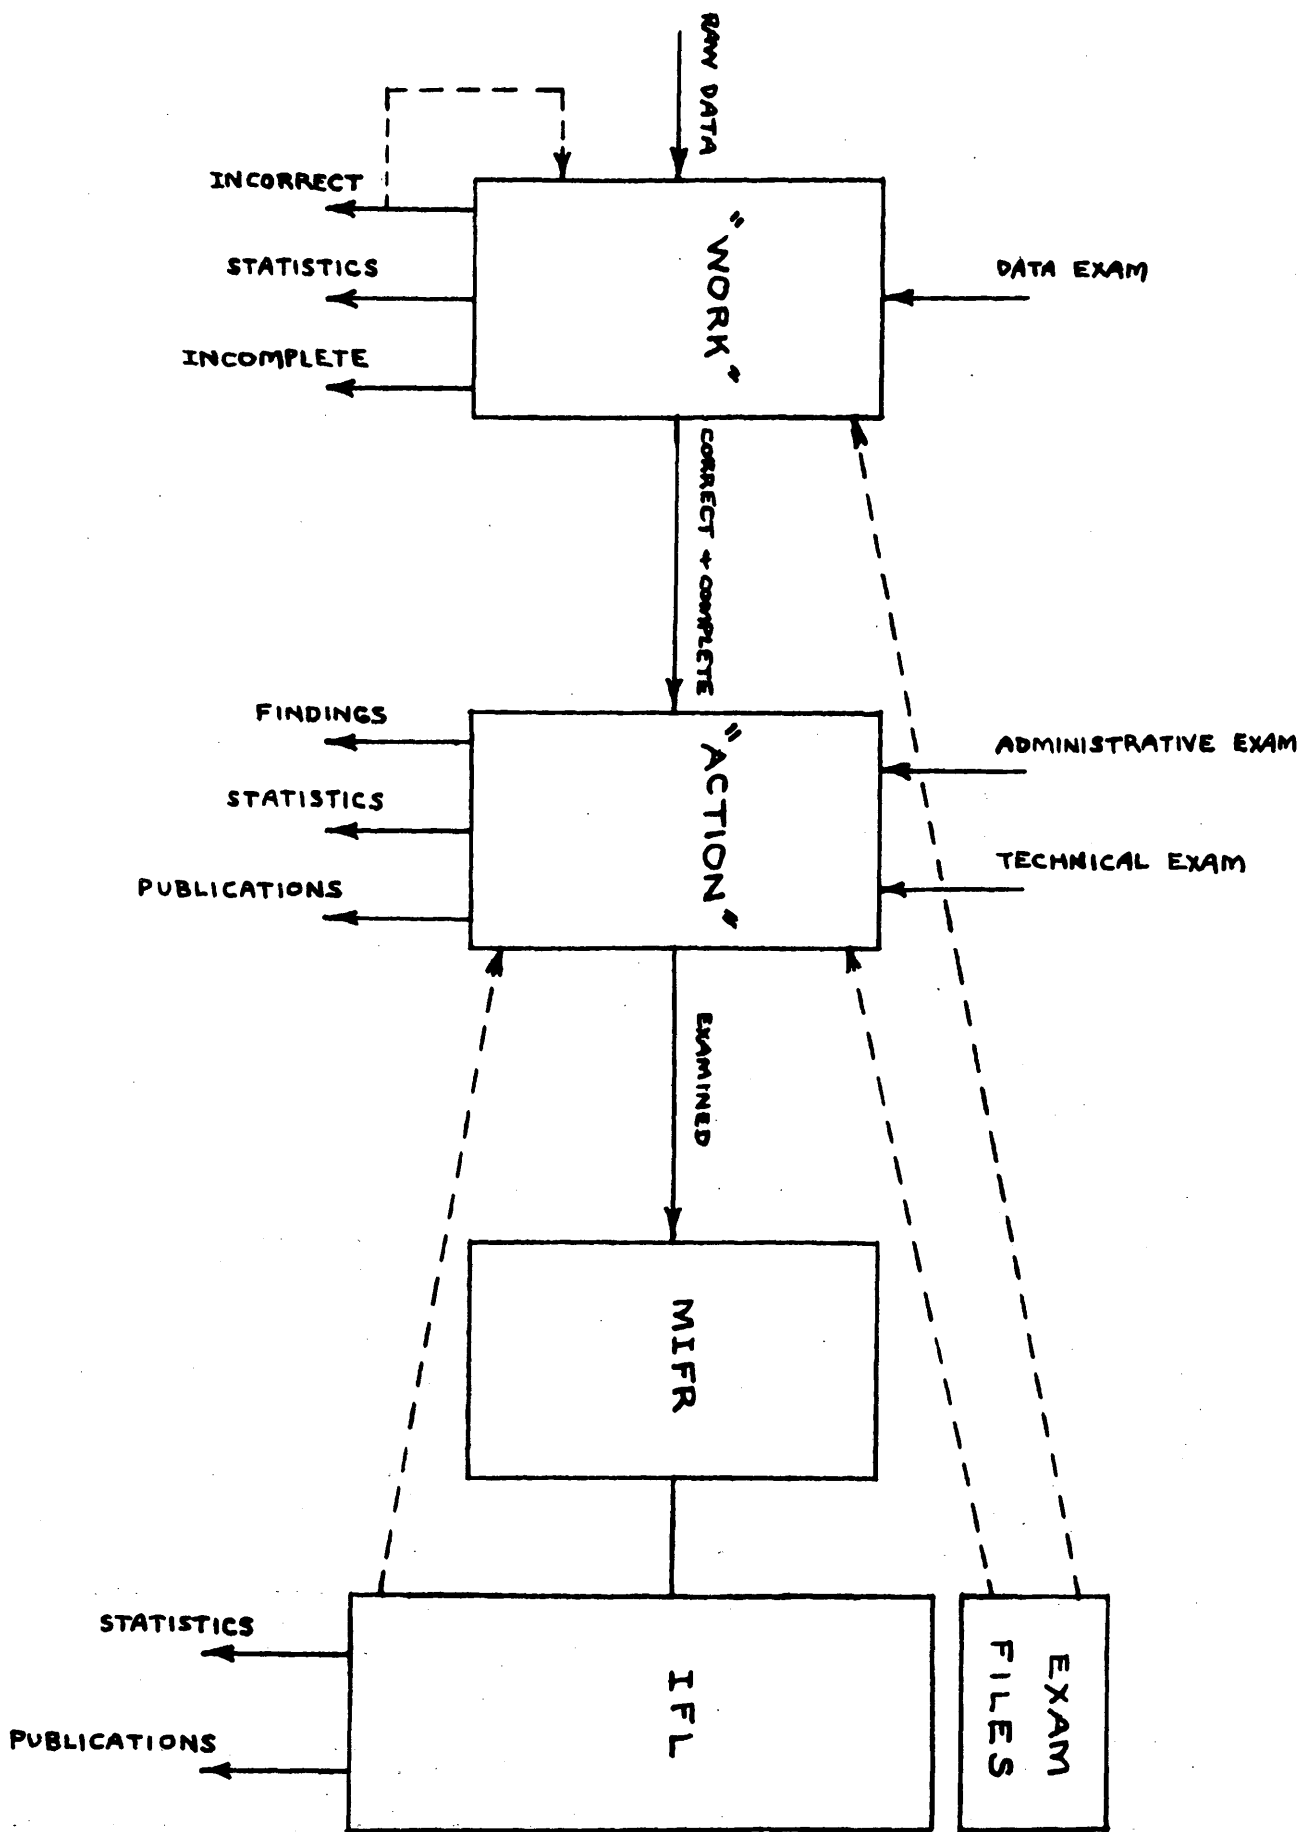 RAW DATA
INCORRECT
STATISTICS
INCOMPLETE
"WORK"
DATA EXAM
CORRECT + COMPLETE
FINDINGS
STATISTICS
PUBLICATIONS
"ACTION"
ADMINISTRATIVE EXAM
TECHNICAL EXAM
EXAMINED
MIFR
STATISTICS
PUBLICATIONS
IFL
EXAM
FILES